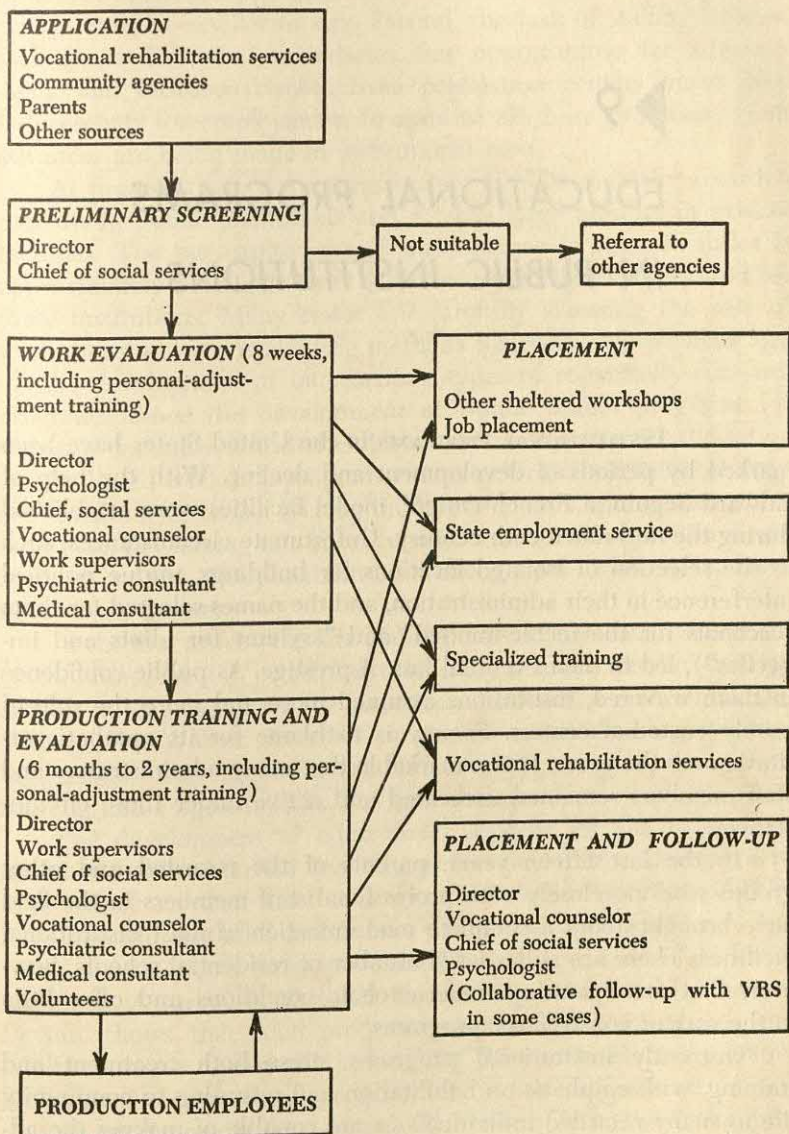 APPLICATION
Vocational rehabilitation services
Community agencies
Parents
Other sources
PRELIMINARY SCREENING
Director
Chief of social services
Not suitable
Referral to
other agencies
WORK EVALUATION (8 weeks,
including personal-adjust-
ment training)
Director
Psychologist
Chief, social services
Vocational counselor
Work supervisors
Psychiatric consultant
Medical consultant
PLACEMENT
Other sheltered workshops
Job placement
State employment service
Specialized training
Vocational rehabilitation services
PRODUCTION TRAINING AND
EVALUATION
(6 months to 2 years, including per-
sonal-adjustment training)
Director
Work supervisors
Chief of social services
Psychologist
Vocational counselor
Psychiatric consultant
Medical consultant
Volunteers
PLACEMENT AND FOLLOW-UP
Director
Vocational counselor
Chief of social services
Psychologist
(Collaborative follow-up with VRS
in some cases)
PRODUCTION EMPLOYEES